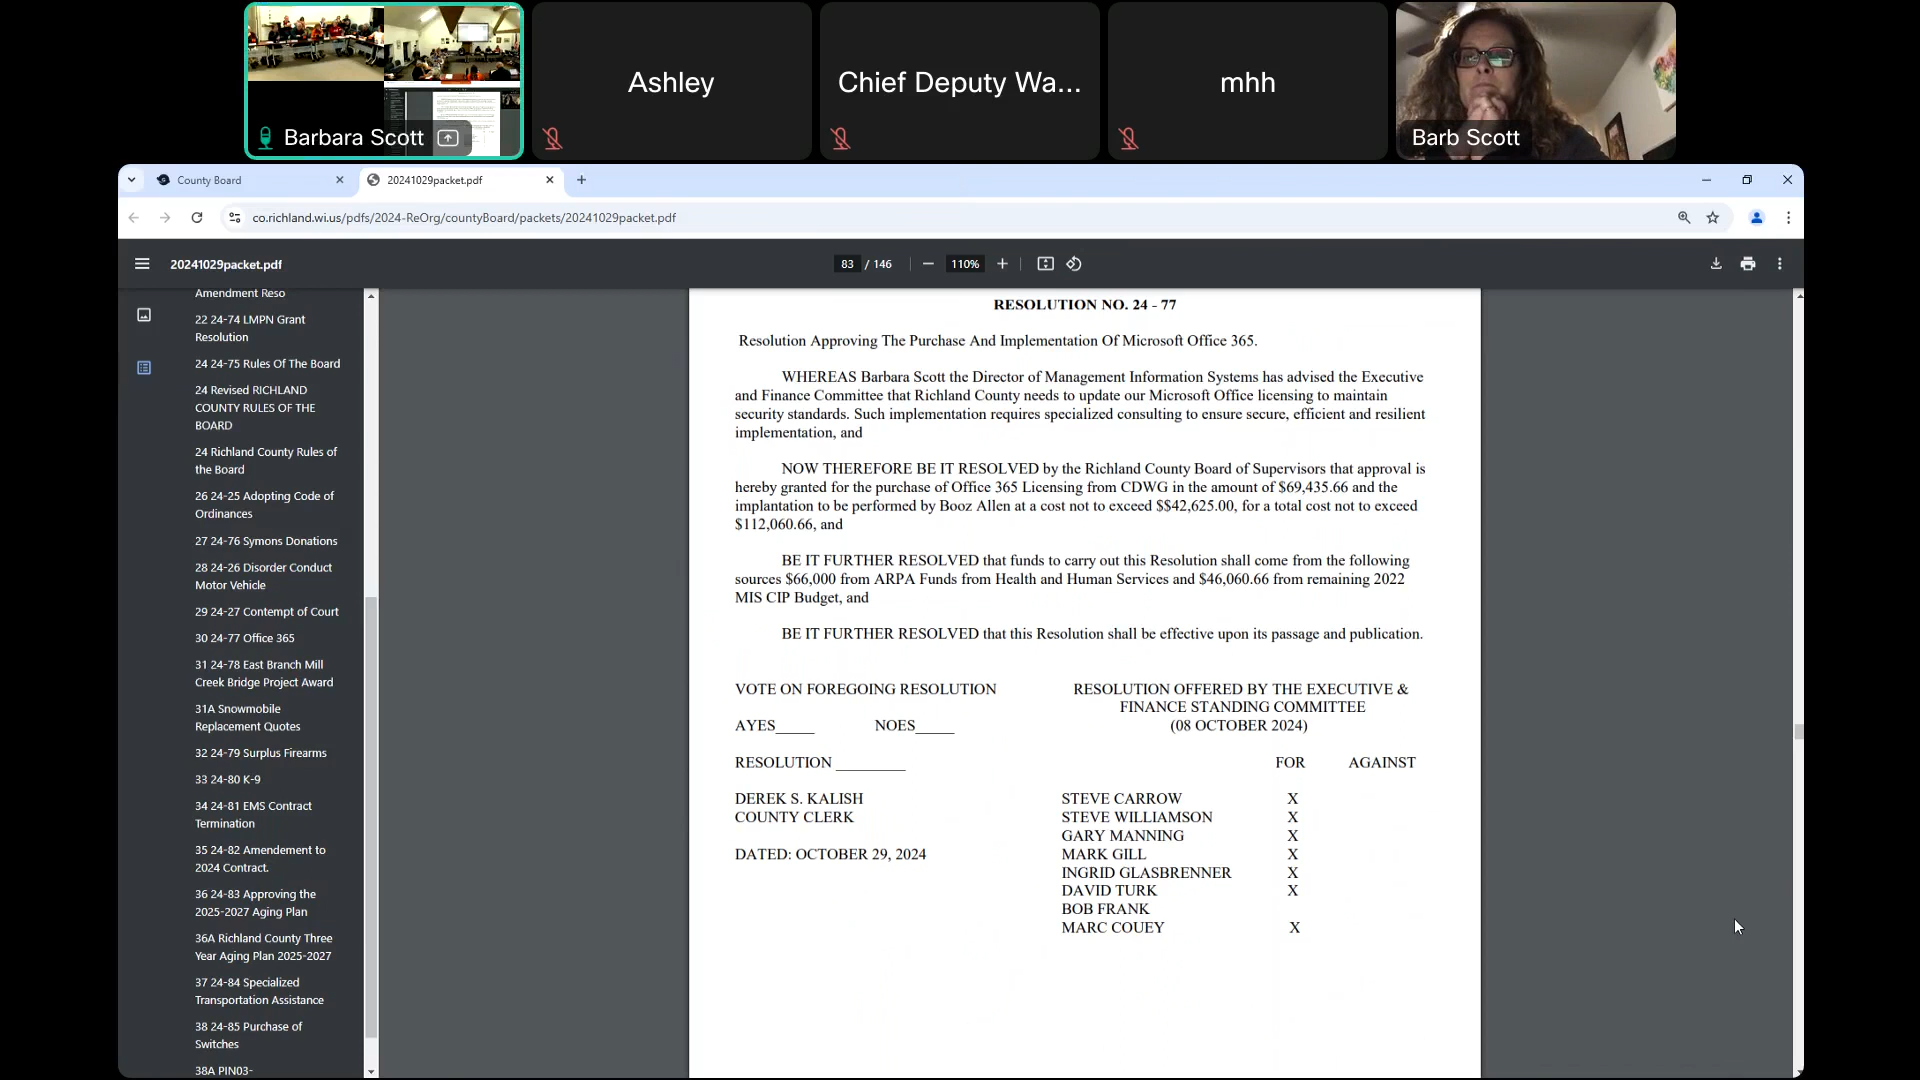 Barbara Scott
Ashley
Chief Deputy Wa...
mhh
Barb Scott
County Board
20241029packet.pdf
co.richland.wi.us/pdfs/2024-ReOrg/countyBoard/packets/20241029packet.pdf
20241029packet.pdf
83 / 146
110%
Amendment Reso
22 24-74 LMPN Grant
Resolution
24 24-75 Rules Of The Board
24 Revised RICHLAND
COUNTY RULES OF THE
BOARD
24 Richland County Rules of
the Board
26 24-25 Adopting Code of
Ordinances
27 24-76 Symons Donations
28 24-26 Disorder Conduct
Motor Vehicle
29 24-27 Contempt of Court
30 24-77 Office 365
31 24-78 East Branch Mill
Creek Bridge Project Award
31A Snowmobile
Replacement Quotes
32 24-79 Surplus Firearms
33 24-80 K-9
34 24-81 EMS Contract
Termination
35 24-82 Amendement to
2024 Contract.
36 24-83 Approving the
2025-2027 Aging Plan
36A Richland County Three
Year Aging Plan 2025-2027
37 24-84 Specialized
Transportation Assistance
38 24-85 Purchase of
Switches
38A PIN03-
RESOLUTION NO. 24 - 77
Resolution Approving The Purchase And Implementation Of Microsoft Office 365.
WHEREAS Barbara Scott the Director of Management Information Systems has advised the Executive
and Finance Committee that Richland County needs to update our Microsoft Office licensing to maintain
security standards. Such implementation requires specialized consulting to ensure secure, efficient and resilient
implementation, and
NOW THEREFORE BE IT RESOLVED by the Richland County Board of Supervisors that approval is
hereby granted for the purchase of Office 365 Licensing from CDWG in the amount of $69,435.66 and the
implantation to be performed by Booz Allen at a cost not to exceed $$42,625.00, for a total cost not to exceed
$112,060.66, and
BE IT FURTHER RESOLVED that funds to carry out this Resolution shall come from the following
sources $66,000 from ARPA Funds from Health and Human Services and $46,060.66 from remaining 2022
MIS CIP Budget, and
BE IT FURTHER RESOLVED that this Resolution shall be effective upon its passage and publication.
VOTE ON FOREGOING RESOLUTION
AYES_____ NOES_____
RESOLUTION _________
DEREK S. KALISH
COUNTY CLERK
DATED: OCTOBER 29, 2024
RESOLUTION OFFERED BY THE EXECUTIVE &
FINANCE STANDING COMMITTEE
(08 OCTOBER 2024)
FOR AGAINST
STEVE CARROW X
STEVE WILLIAMSON X
GARY MANNING X
MARK GILL X
INGRID GLASBRENNER X
DAVID TURK X
BOB FRANK
MARC COUEY X